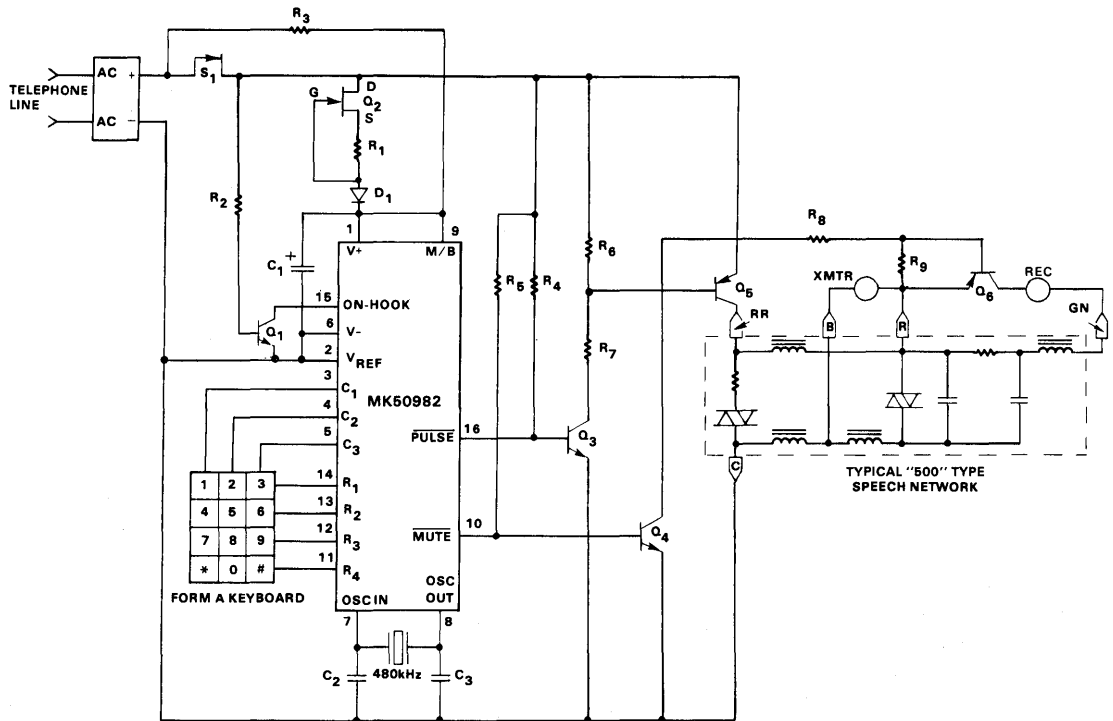 R3
AC +
S1
TELEPHONE
LINE
AC −
D
G
Q2
S
R1
R2
D1
1
9
V+
M/B
C1
+
15
ON-HOOK
Q1
6
V−
2
VREF
3
C1
4
C2
5
C3
MK50982
16
PULSE
14
R1
13
R2
12
R3
11
R4
10
MUTE
OSC IN
OSC
OUT
7
8
1 2 3
4 5 6
7 8 9
* 0 #
FORM A KEYBOARD
C2
480kHz
C3
R5
R4
R6
R7
Q3
Q4
Q5
R8
R9
XMTR
Q6
REC
RR
B
R
GN
C
TYPICAL "500" TYPE
SPEECH NETWORK